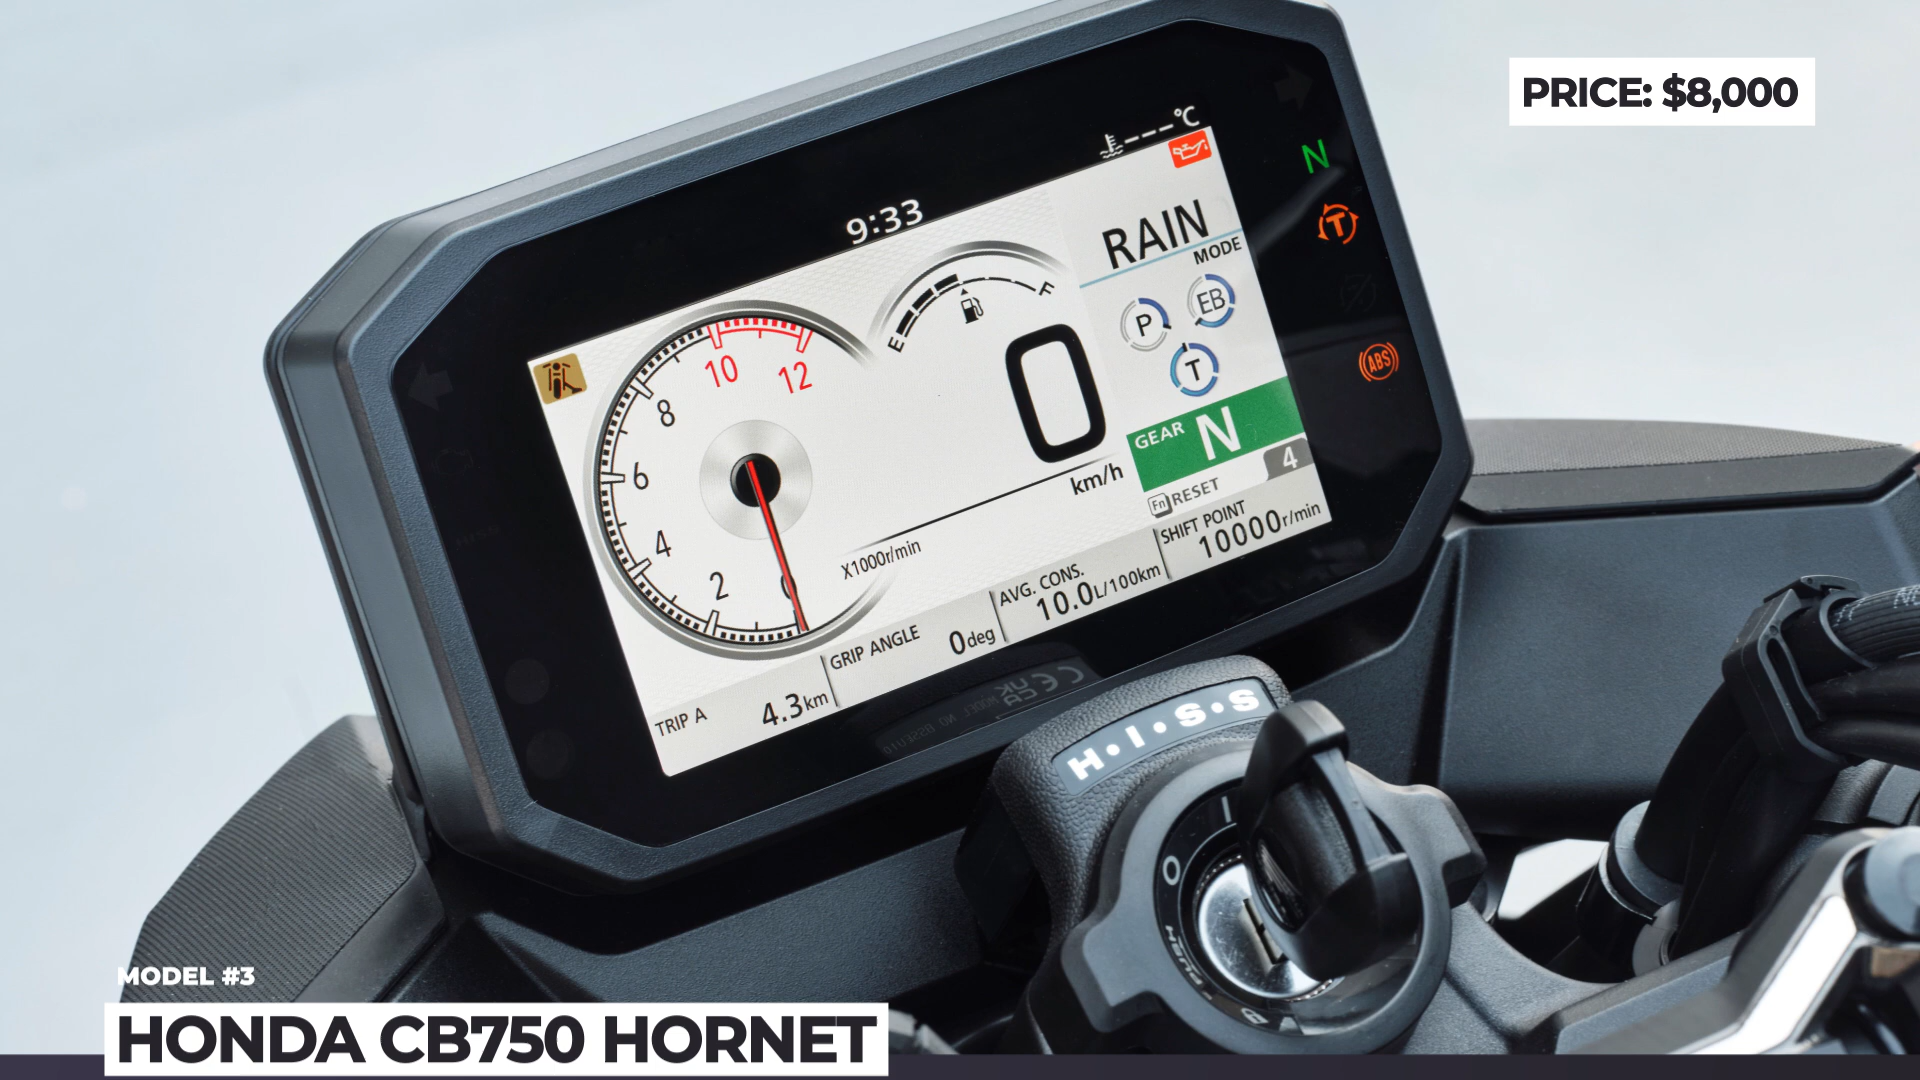 PRICE: $8,000
---°C
N
9:33
RAIN
MODE
T
E
F
P
EB
T
ABS
10
12
8
6
4
2
0
0
km/h
X1000r/min
GEAR
N
4
Fn RESET
SHIFT POINT
10000r/min
AVG. CONS.
10.0L/100km
GRIP ANGLE
0deg
TRIP A
4.3km
H·I·S·S
MODEL #3
HONDA CB750 HORNET